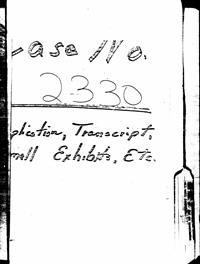 ase No.
2330
plication, Transcript,
mall Exhibits, Etc.